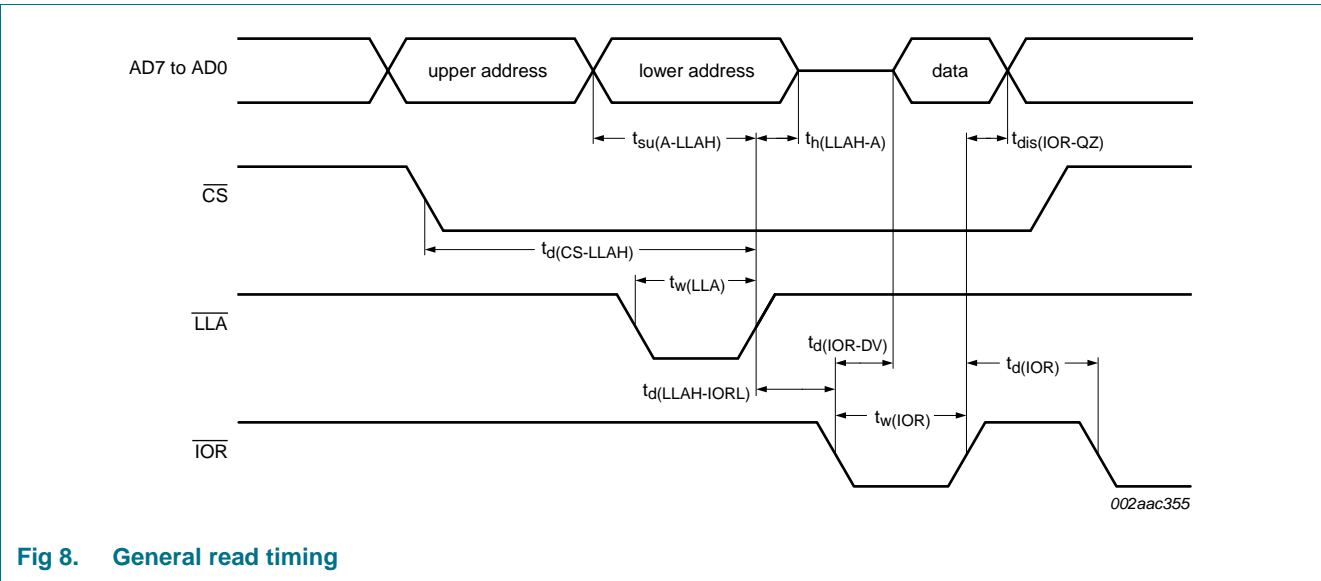 AD7 to AD0
upper address
lower address
data
tsu(A-LLAH)
th(LLAH-A)
tdis(IOR-QZ)
CS
td(CS-LLAH)
tw(LLA)
LLA
td(IOR-DV)
td(IOR)
td(LLAH-IORL)
tw(IOR)
IOR
002aac355
Fig 8. General read timing